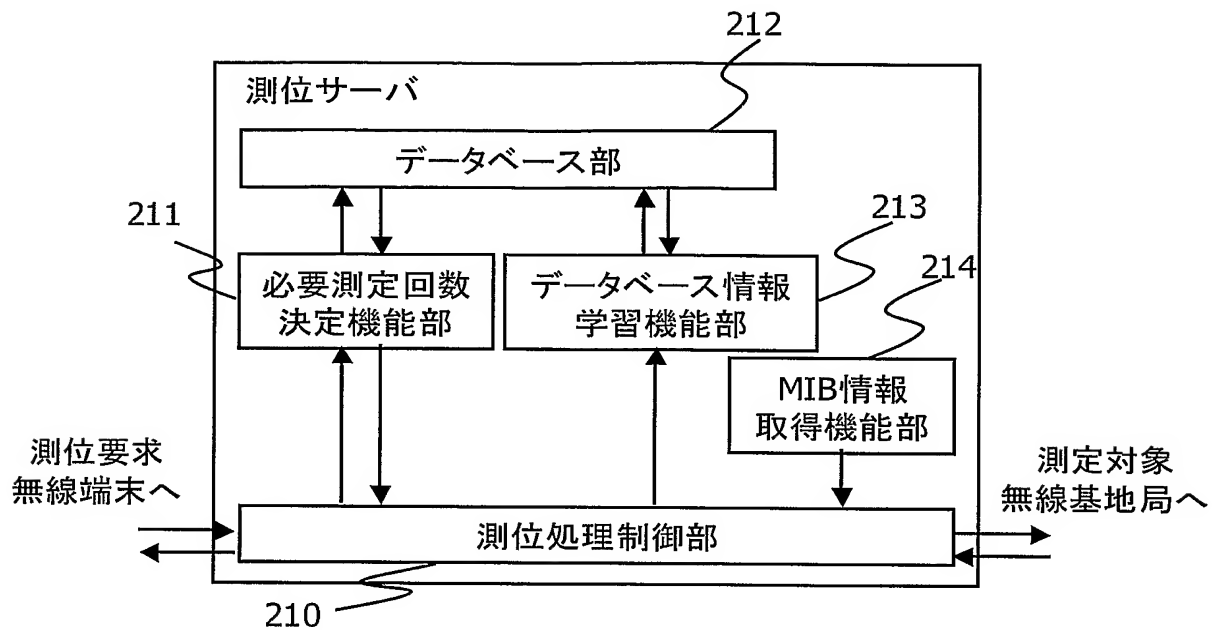 212
測位サーバ
データベース部
211
213
必要測定回数
決定機能部
データベース情報
学習機能部
214
MIB情報
取得機能部
測位要求
無線端末へ
測定対象
無線基地局へ
測位処理制御部
210